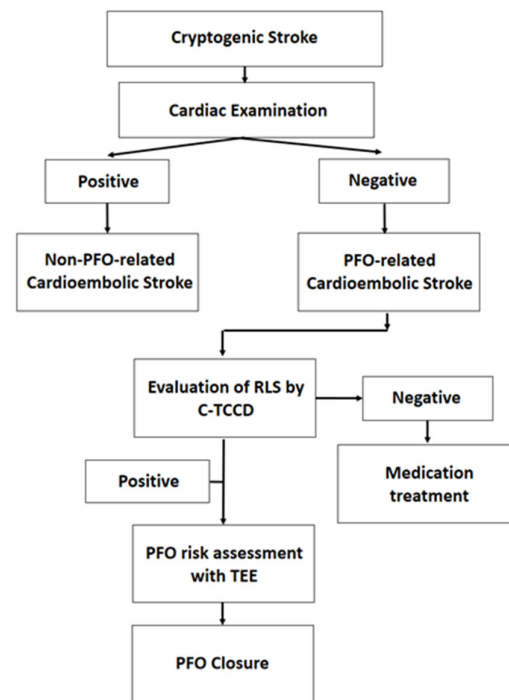 Cryptogenic Stroke
Cardiac Examination
Positive
Negative
Non-PFO-related
Cardioembolic Stroke
PFO-related
Cardioembolic Stroke
Evaluation of RLS by
C-TCCD
Negative
Positive
Medication
treatment
PFO risk assessment
with TEE
PFO Closure